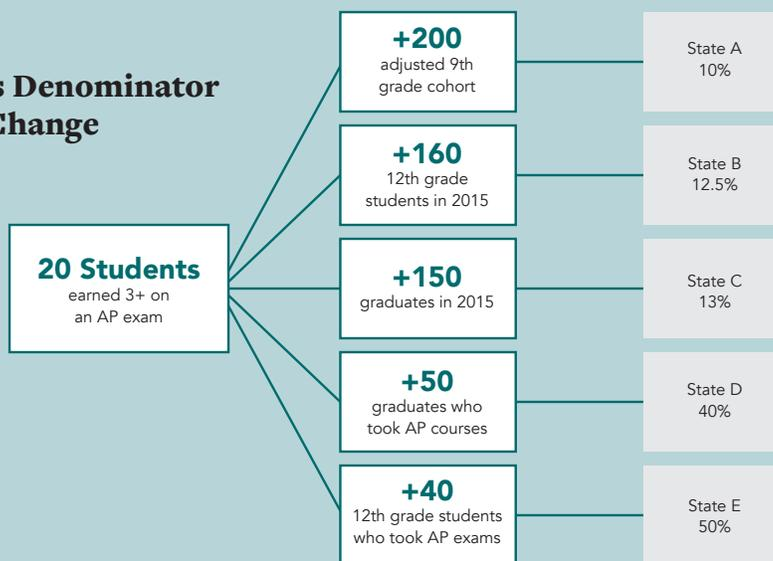 s Denominator
Change
20 Students
earned 3+ on
an AP exam
+200
adjusted 9th
grade cohort
State A
10%
+160
12th grade
students in 2015
State B
12.5%
+150
graduates in 2015
State C
13%
+50
graduates who
took AP courses
State D
40%
+40
12th grade students
who took AP exams
State E
50%